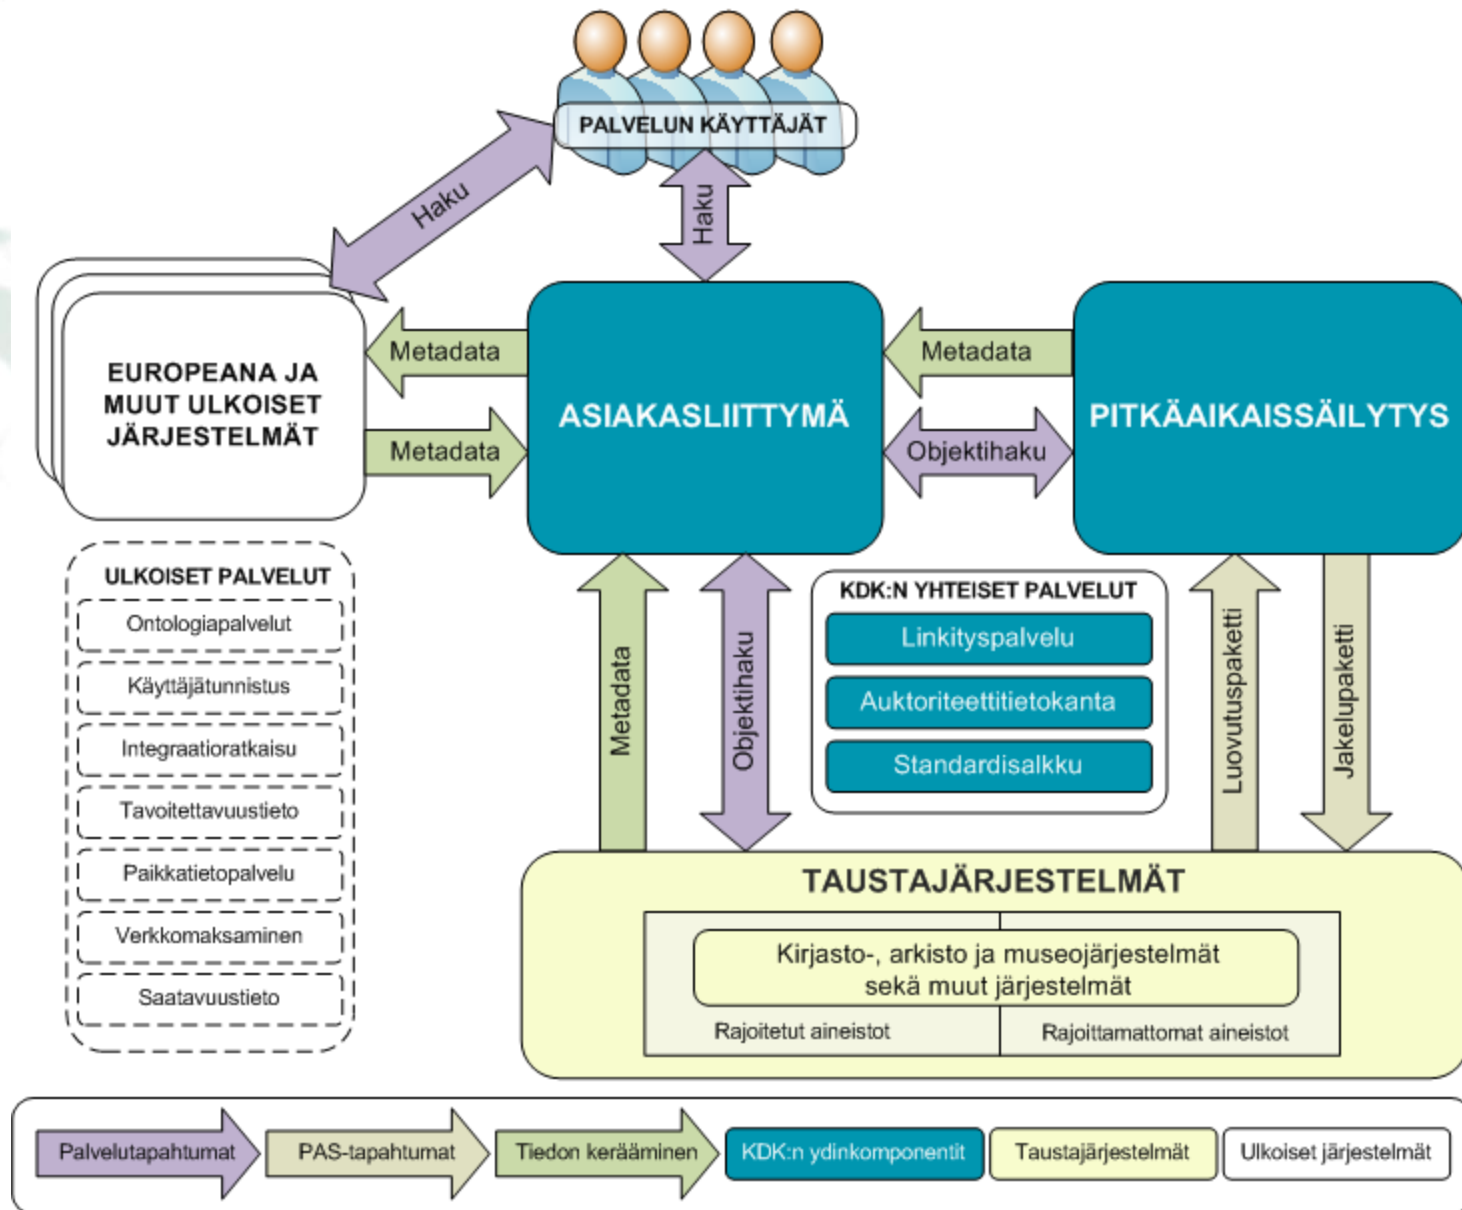 PALVELUN KÄYTTÄJÄT
Haku
Haku
EUROPEANA JA
MUUT ULKOISET
JÄRJESTELMÄT
Metadata
Metadata
ASIAKASLIITTYMÄ
Metadata
Objektihaku
PITKÄAIKAISSÄILYTYS
ULKOISET PALVELUT
Ontologiapalvelut
Käyttäjätunnistus
Integraatioratkaisu
Tavoitettavuustieto
Paikkatietopalvelu
Verkkomaksaminen
Saatavuustieto
Metadata
Objektihaku
KDK:N YHTEISET PALVELUT
Linkityspalvelu
Auktoriteettitietokanta
Standardisalkku
Luovutuspaketti
Jakelupaketti
TAUSTAJÄRJESTELMÄT
Kirjasto-, arkisto ja museojärjestelmät
sekä muut järjestelmät
Rajoitetut aineistot
Rajoittamattomat aineistot
Palvelutapahtumat
PAS-tapahtumat
Tiedon kerääminen
KDK:n ydinkomponentit
Taustajärjestelmät
Ulkoiset järjestelmät